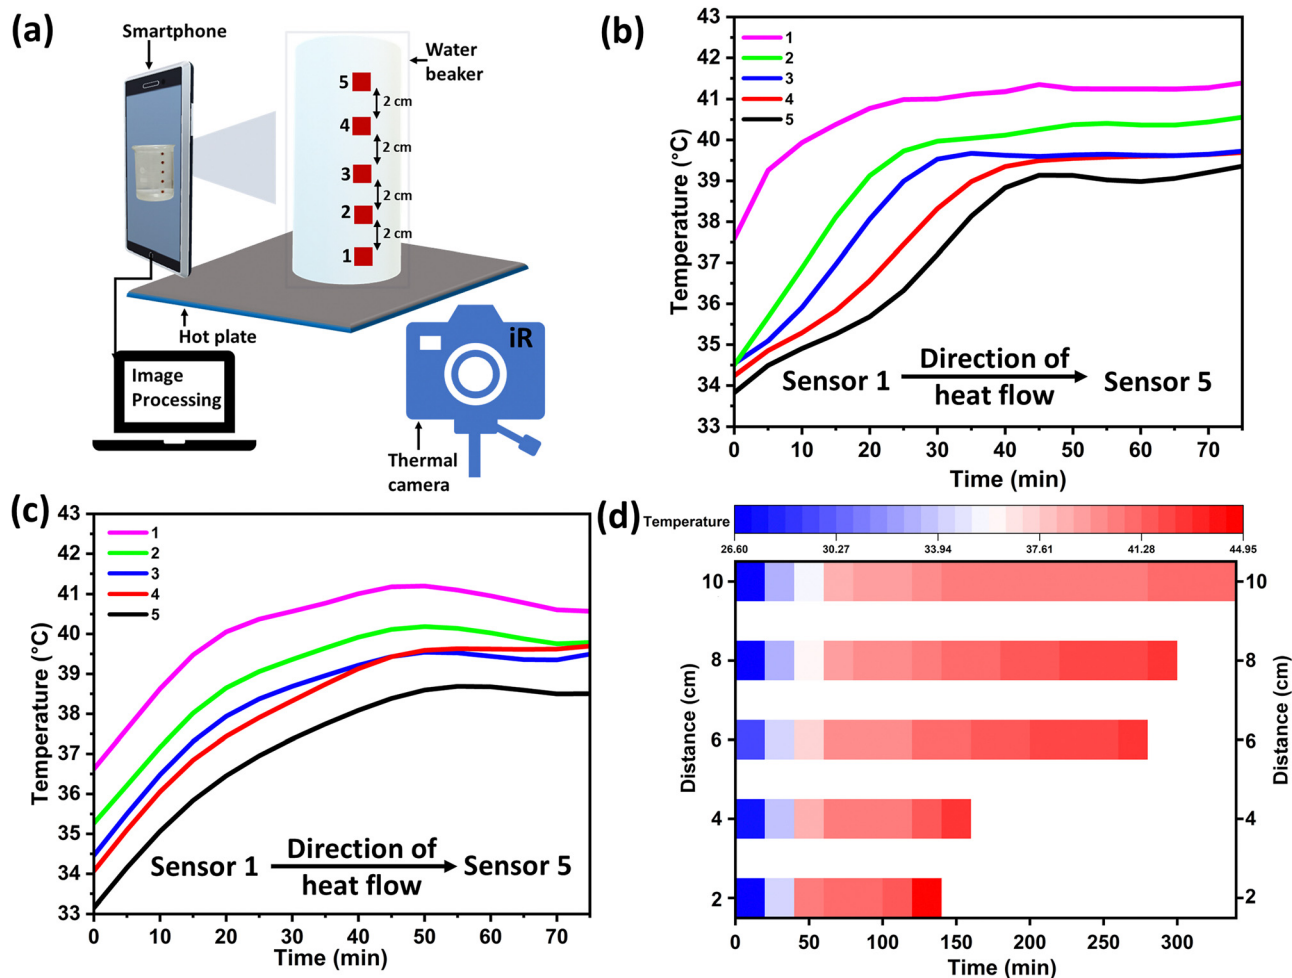 (a)
Smartphone
Water
beaker
5
2 cm
4
2 cm
3
2 cm
2
2 cm
1
Hot plate
Image
Processing
iR
Thermal
camera
(b)
43
42
41
40
39
38
37
36
35
34
33
Temperature (°C)
1
2
3
4
5
Sensor 1
Direction of
heat flow
Sensor 5
0 10 20 30 40 50 60 70
Time (min)
(c)
43
42
41
40
39
38
37
36
35
34
33
Temperature (°C)
1
2
3
4
5
Sensor 1
Direction of
heat flow
Sensor 5
0 10 20 30 40 50 60 70
Time (min)
(d)
Temperature
26.60 30.27 33.94 37.61 41.28 44.95
10 10
8 8
6 6
4 4
2 2
Distance (cm)
Distance (cm)
0 50 100 150 200 250 300
Time (min)